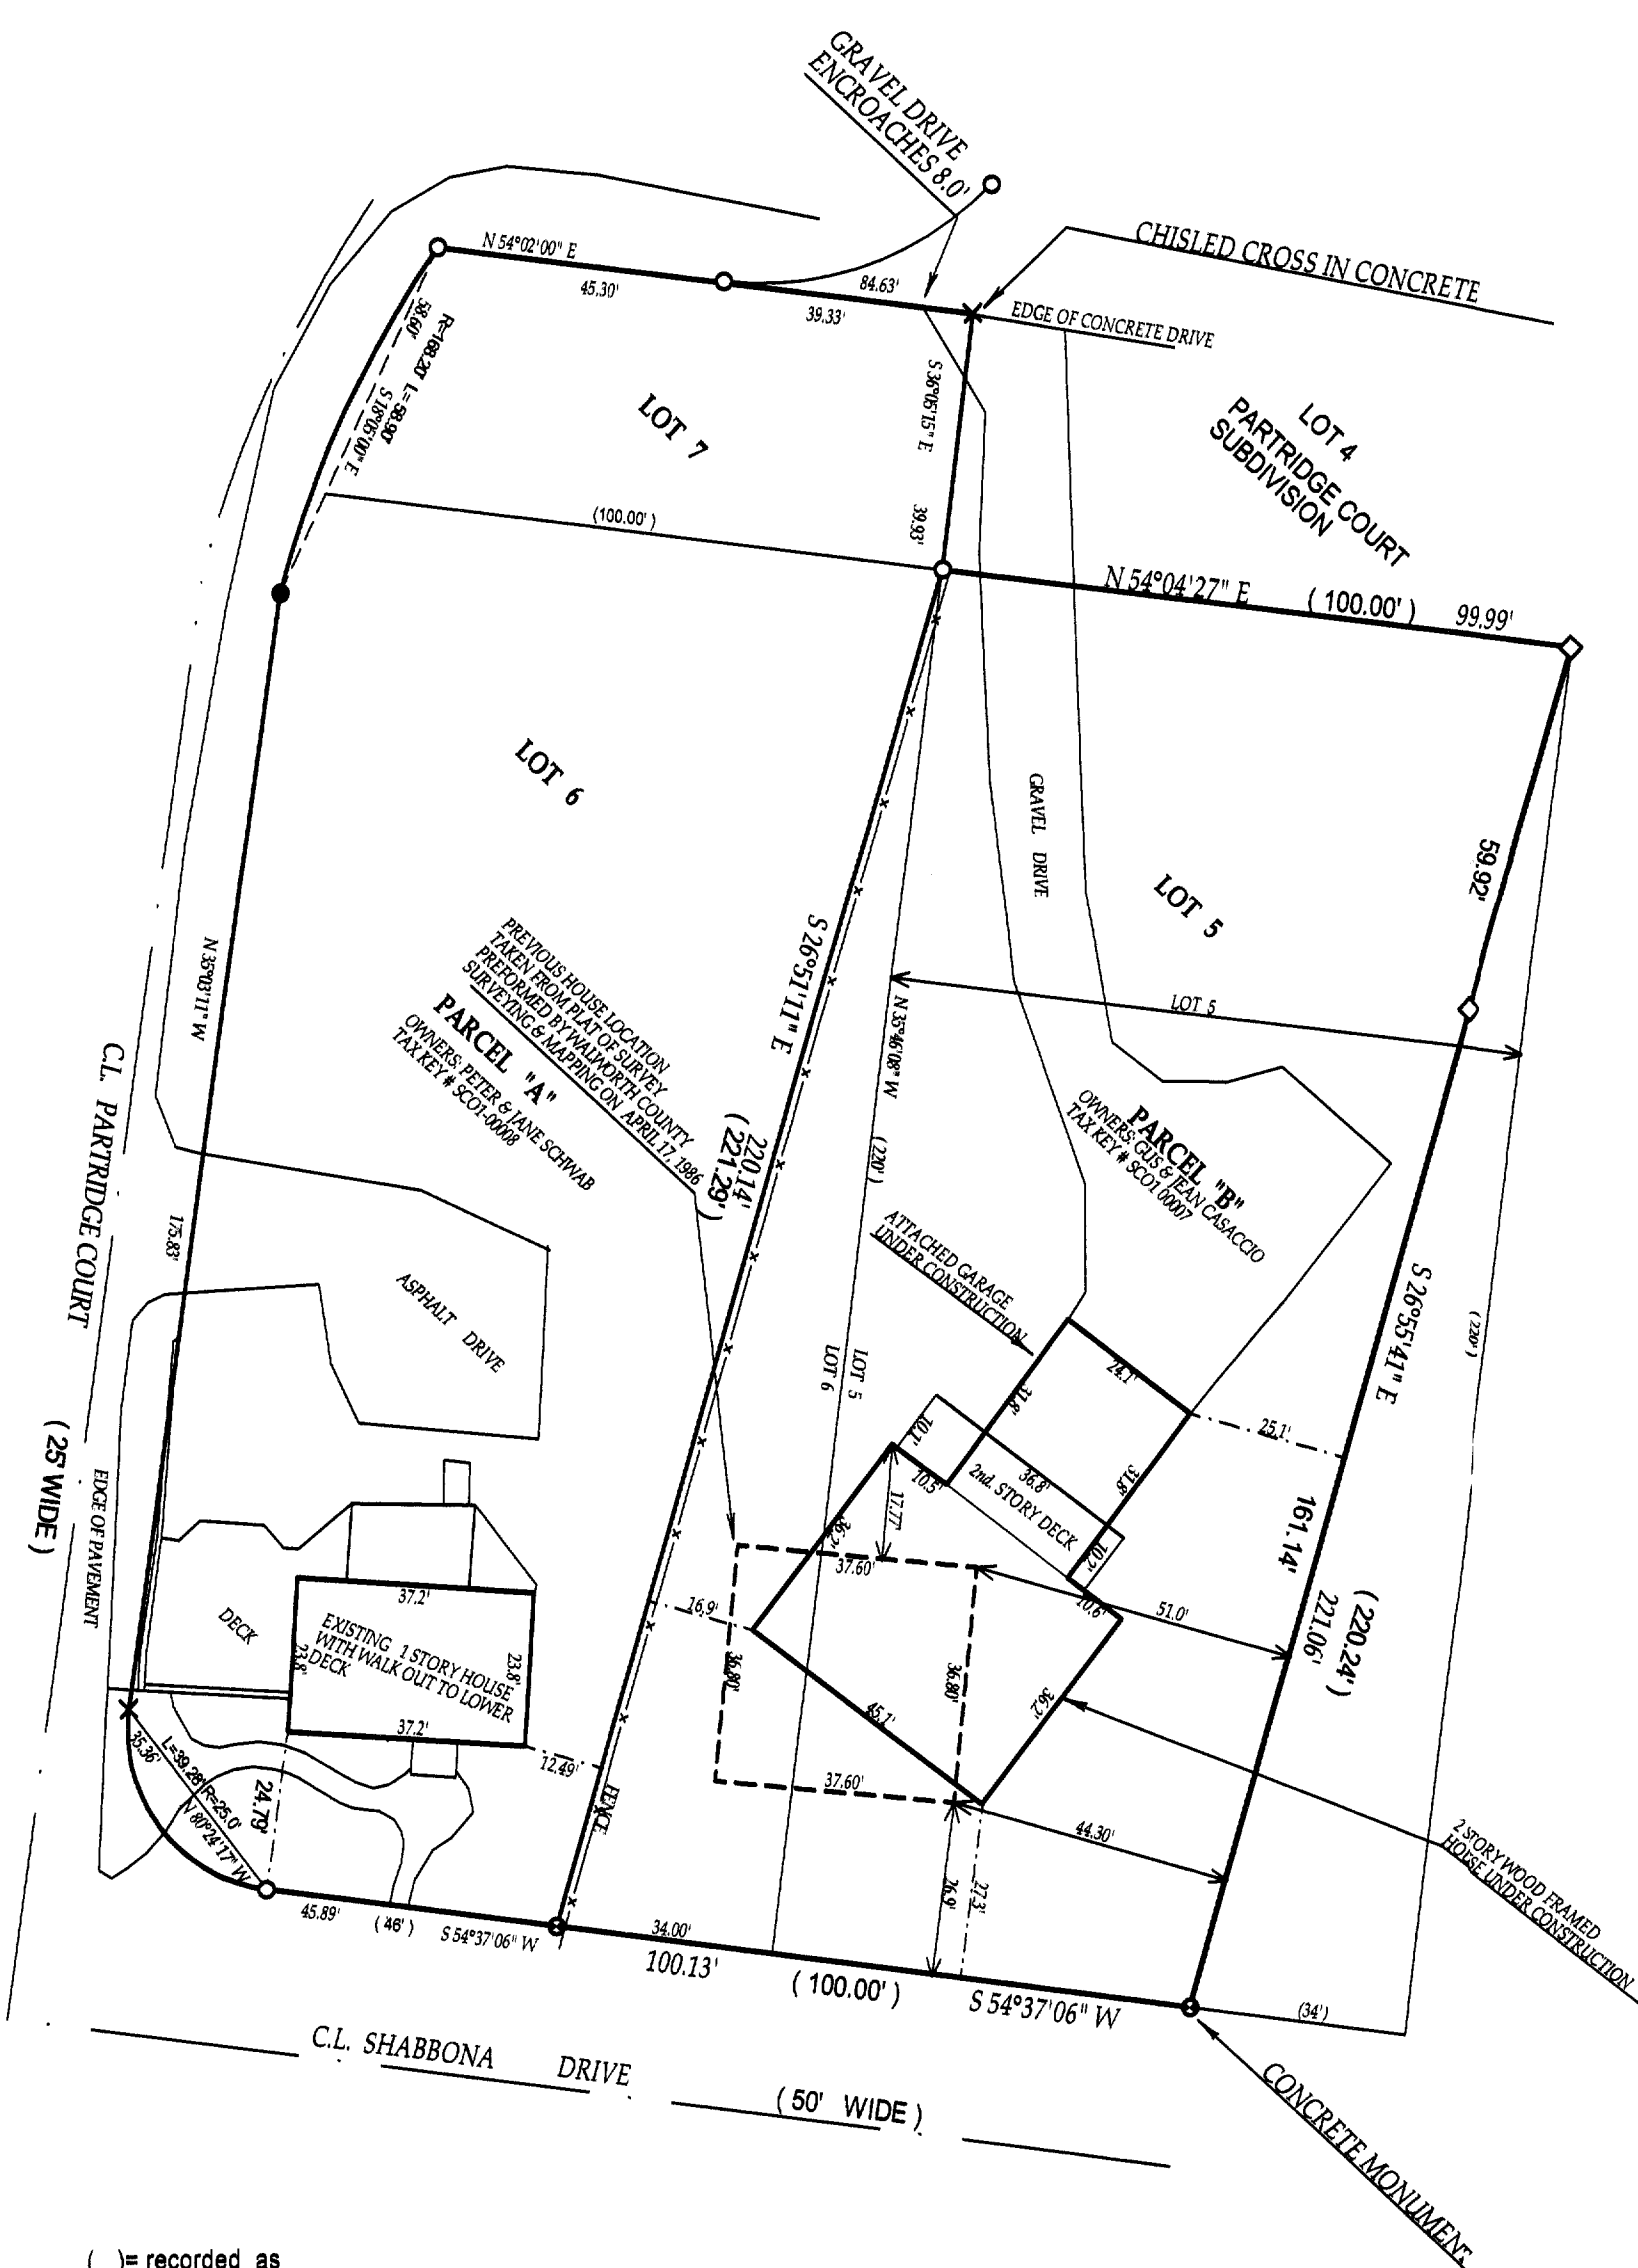 GRAVEL DRIVE
ENCROACHES 8.0'
CHISLED CROSS IN CONCRETE
N 54°02'00" E
45.30'
84.63'
39.33'
EDGE OF CONCRETE DRIVE
R=168.20' L=58.90'
58.60'
S 18°05'00" E
LOT 7
S 36°05'15" E
39.93'
LOT 4
PARTRIDGE COURT
SUBDIVISION
(100.00')
N 54°04'27" E
( 100.00' )
99.99'
LOT 6
GRAVEL DRIVE
LOT 5
59.92'
N 35°03'11" W
175.83'
S 26°51'11" E
220.14'
( 221.29' )
N 35°46'08" W
(220')
LOT 5
PREVIOUS HOUSE LOCATION
TAKEN FROM PLAT OF SURVEY
PREFORMED BY WALWORTH COUNTY
SURVEYING & MAPPING ON APRIL 17, 1986
PARCEL "A"
OWNERS: PETER & JANE SCHWAB
TAX KEY # SCO1-00008
PARCEL "B"
OWNERS: GUS & JEAN CASACCIO
TAX KEY # SCO1 00007
C.L. PARTRIDGE COURT
( 25' WIDE )
EDGE OF PAVEMENT
ASPHALT DRIVE
ATTACHED GARAGE
UNDER CONSTRUCTION
LOT 5
LOT 6
S 26°55'41" E
161.14'
221.06'
( 220.24' )
( 220' )
24.1'
31.8'
31.8'
25.1'
10.1'
10.5'
36.8'
2nd. STORY DECK
10.2'
10.6'
17.77'
36.2'
37.60'
51.0'
16.9'
36.80'
36.80'
36.2'
45.1'
37.60'
44.30'
26.9'
27.3'
DECK
37.2'
EXISTING 1 STORY HOUSE
WITH WALK OUT TO LOWER
DECK
23.8'
23.8'
37.2'
12.49'
FENCE
35.36'
L=39.28' R=25.0'
N 80°24'17" W
24.79'
45.89'
( 46' )
S 54°37'06" W
34.00'
100.13'
( 100.00' )
S 54°37'06" W
(34')
2 STORY WOOD FRAMED
HOUSE UNDER CONSTRUCTION
CONCRETE MONUMENT
C.L. SHABBONA DRIVE
( 50' WIDE )
( )= recorded as